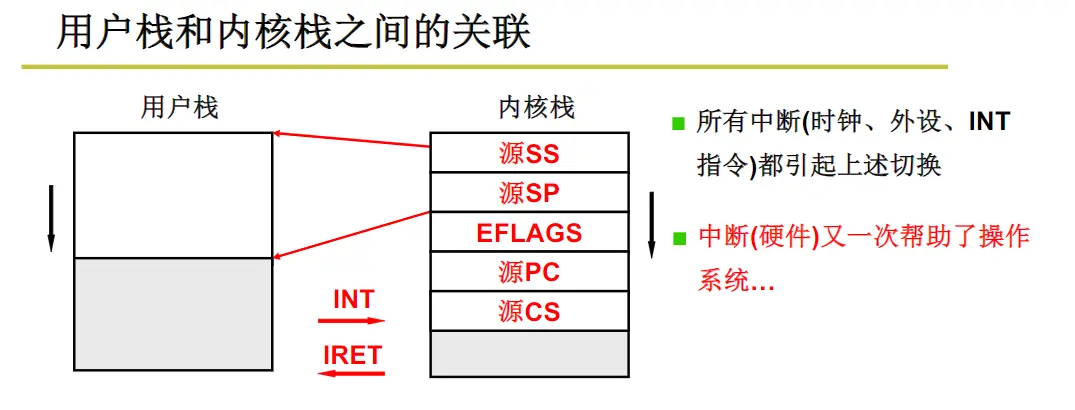 用户栈和内核栈之间的关联
用户栈
内核栈
源SS
源SP
EFLAGS
源PC
源CS
INT
IRET
■ 所有中断(时钟、外设、INT
指令)都引起上述切换
■ 中断(硬件)又一次帮助了操作
系统...